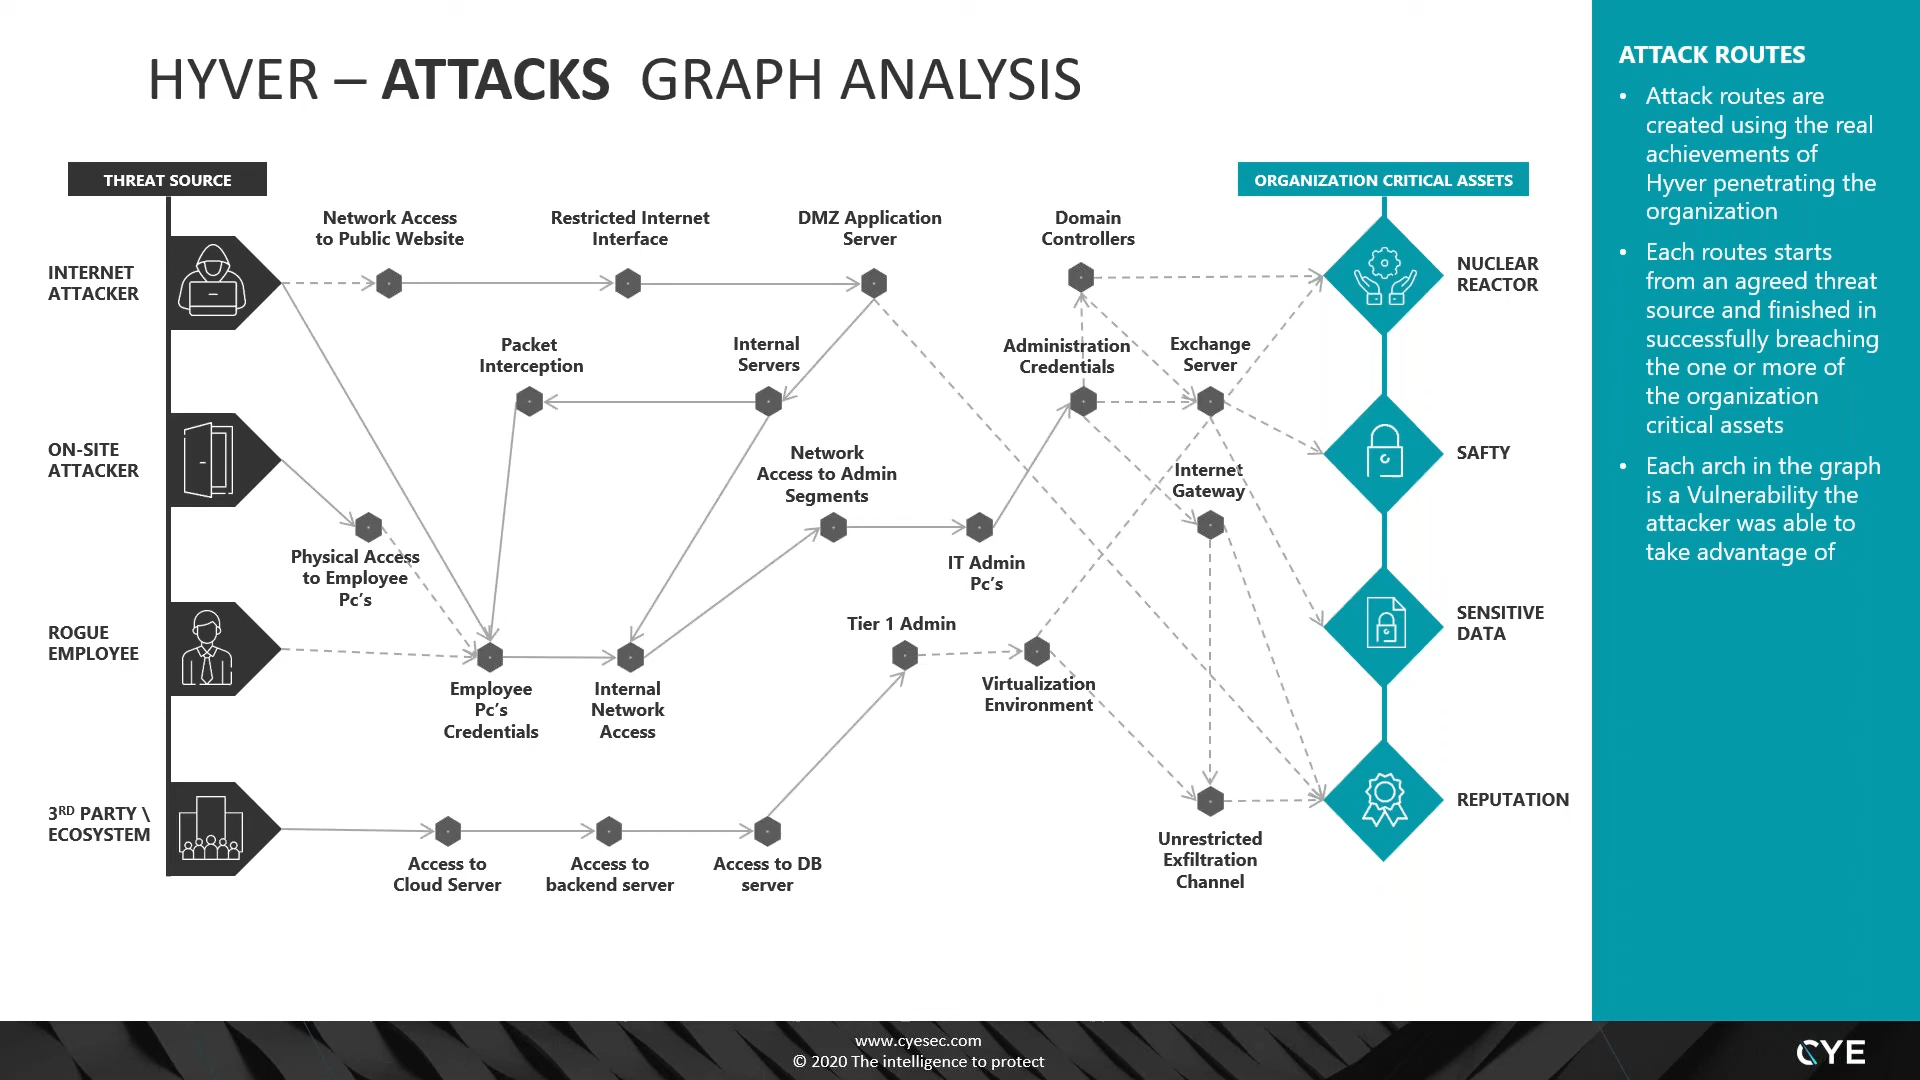 HYVER – ATTACKS GRAPH ANALYSIS
THREAT SOURCE
ORGANIZATION CRITICAL ASSETS
INTERNET
ATTACKER
Network Access
to Public Website
Restricted Internet
Interface
DMZ Application
Server
Domain
Controllers
NUCLEAR
REACTOR
Packet
Interception
Internal
Servers
Administration
Credentials
Exchange
Server
ON-SITE
ATTACKER
Network
Access to Admin
Segments
Internet
Gateway
SAFTY
Physical Access
to Employee
Pc's
IT Admin
Pc's
ROGUE
EMPLOYEE
Tier 1 Admin
SENSITIVE
DATA
Employee
Pc's
Credentials
Internal
Network
Access
Virtualization
Environment
3RD PARTY \
ECOSYSTEM
Access to
Cloud Server
Access to
backend server
Access to DB
server
Unrestricted
Exfiltration
Channel
REPUTATION
ATTACK ROUTES
• Attack routes are
created using the real
achievements of
Hyver penetrating the
organization
• Each routes starts
from an agreed threat
source and finished in
successfully breaching
the one or more of
the organization
critical assets
• Each arch in the graph
is a Vulnerability the
attacker was able to
take advantage of
www.cyesec.com
© 2020 The intelligence to protect
CYE